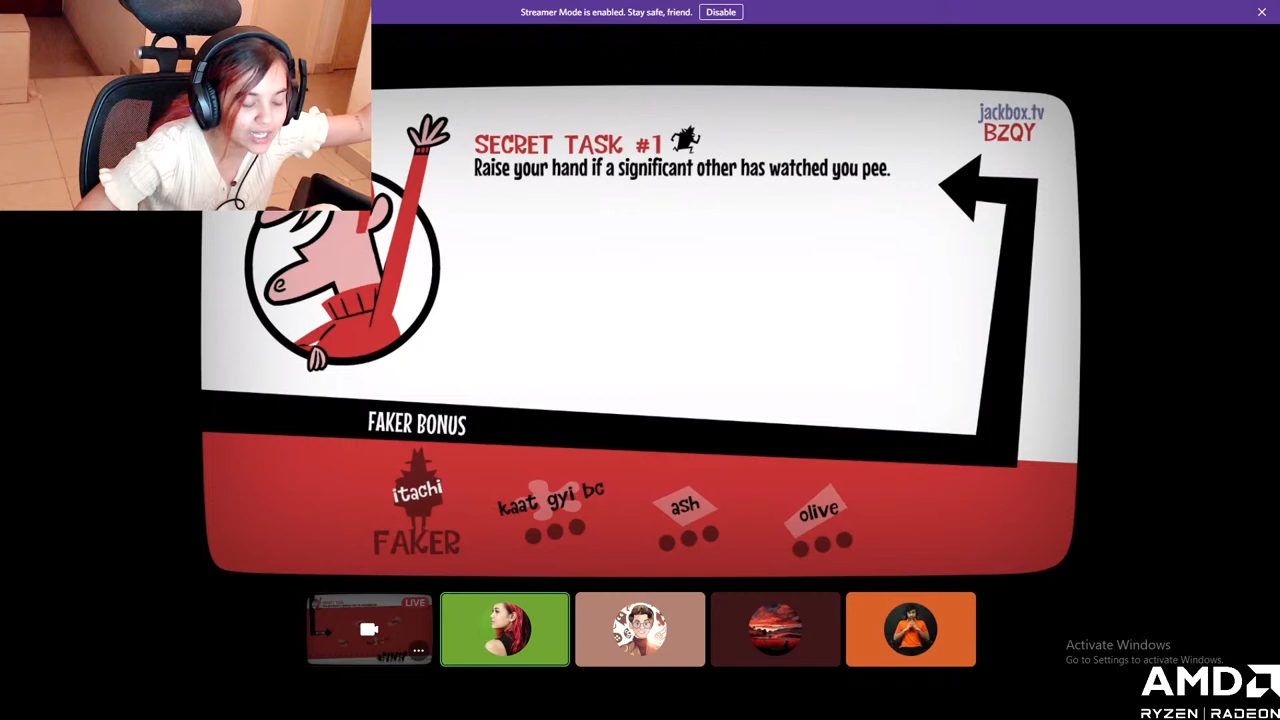 Streamer Mode is enabled. Stay safe, friend. Disable
jackbox.tv
BZQY
SECRET TASK #1
Raise your hand if a significant other has watched you pee.
FAKER BONUS
itachi
FAKER
kaat gyi bc
ash
olive
LIVE
Activate Windows
Go to Settings to activate Windows.
AMD
RYZEN | RADEON